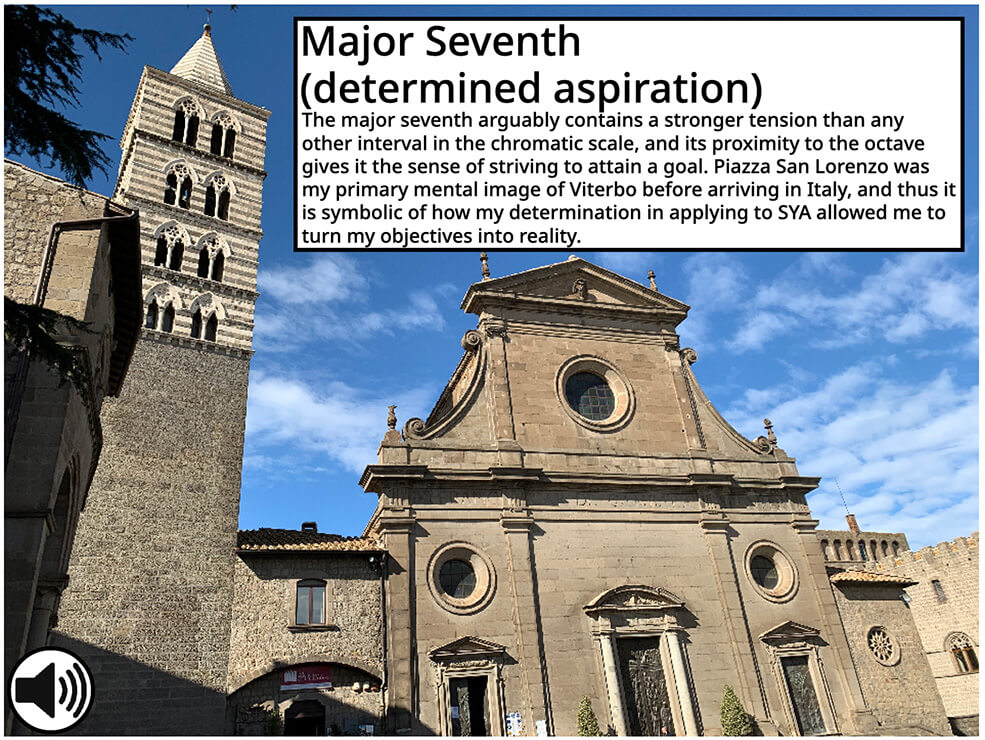 Major Seventh
(determined aspiration)
The major seventh arguably contains a stronger tension than any
other interval in the chromatic scale, and its proximity to the octave
gives it the sense of striving to attain a goal. Piazza San Lorenzo was
my primary mental image of Viterbo before arriving in Italy, and thus it
is symbolic of how my determination in applying to SYA allowed me to
turn my objectives into reality.